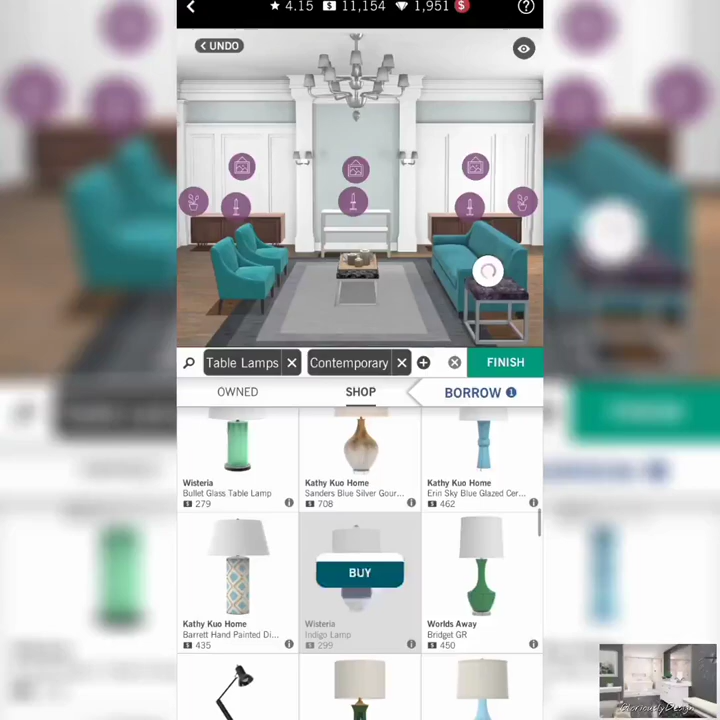 4.15 11,154 1,951 $
UNDO
Table Lamps X Contemporary X FINISH
OWNED SHOP BORROW 1
Wisteria
Bullet Glass Table Lamp
279
Kathy Kuo Home
Sanders Blue Silver Gour...
708
Kathy Kuo Home
Erin Sky Blue Glazed Cer...
462
Kathy Kuo Home
Barrett Hand Painted Di...
435
BUY
Wisteria
Indigo Lamp
299
Worlds Away
Bridget GR
450
GloriouslyDesign